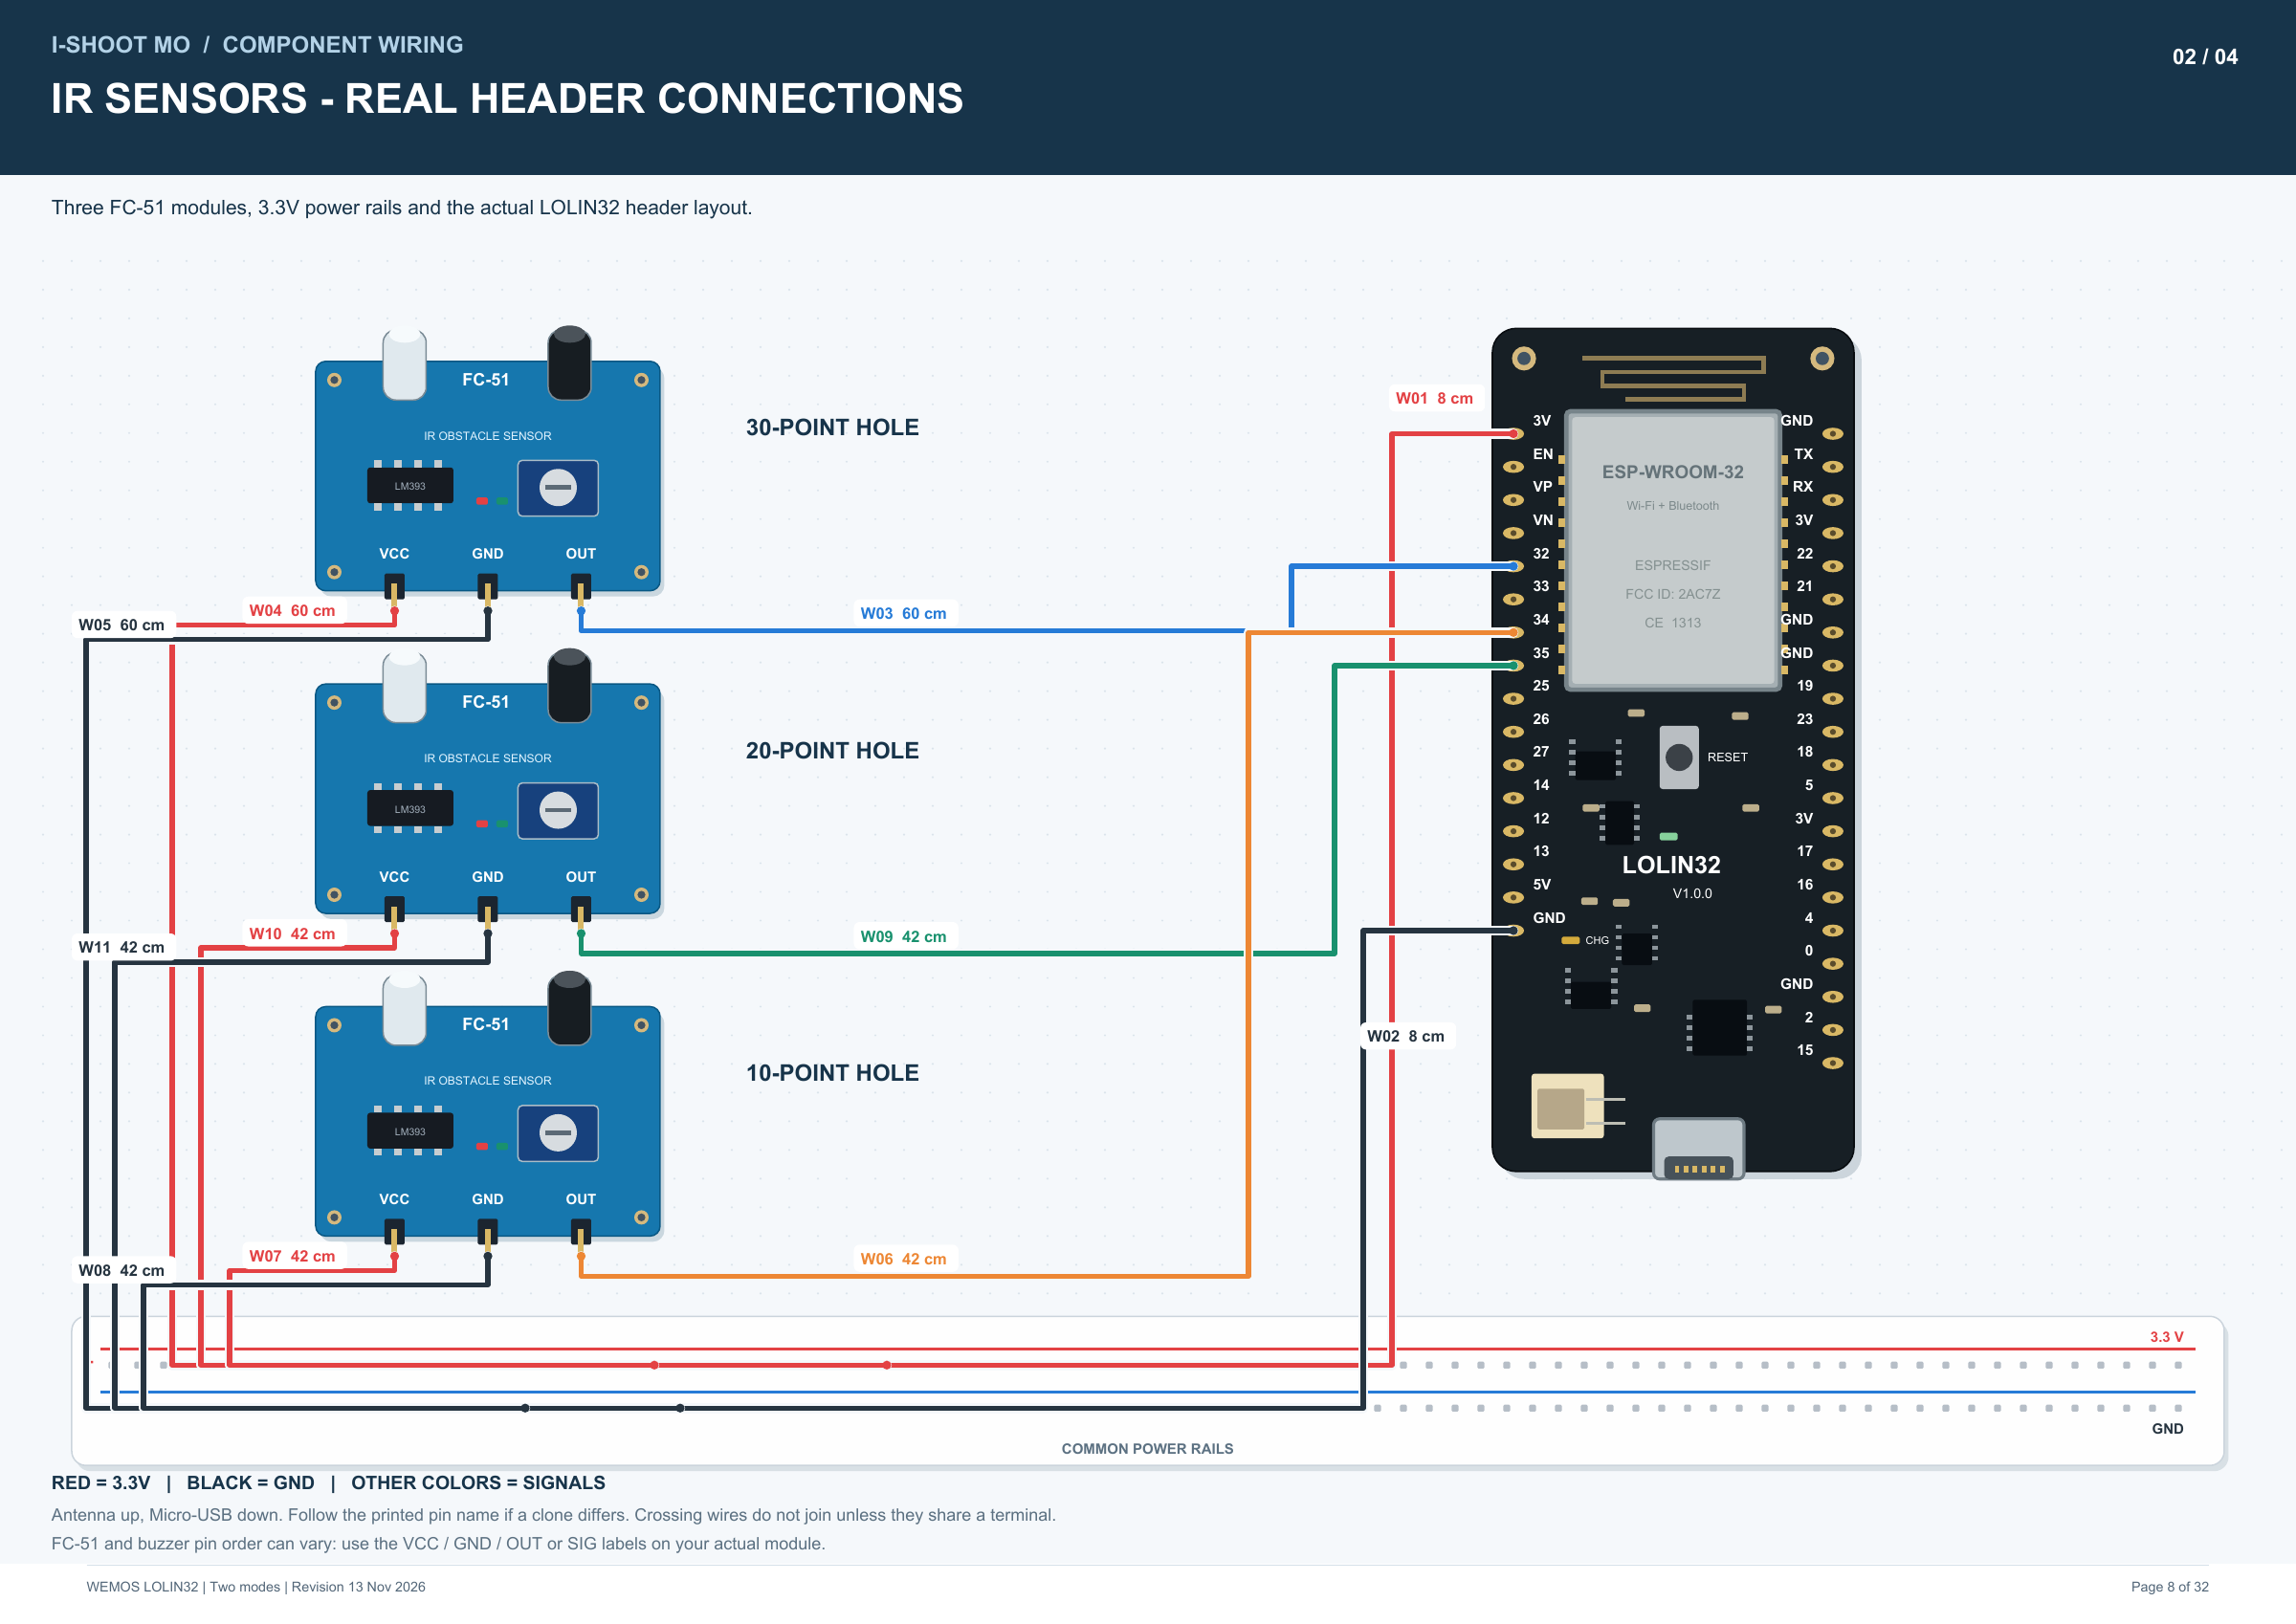 I-SHOOT MO / COMPONENT WIRING
02 / 04
IR SENSORS - REAL HEADER CONNECTIONS
Three FC-51 modules, 3.3V power rails and the actual LOLIN32 header layout.
FC-51
IR OBSTACLE SENSOR
LM393
VCC GND OUT
30-POINT HOLE
W04 60 cm
W05 60 cm
W03 60 cm
FC-51
IR OBSTACLE SENSOR
LM393
VCC GND OUT
20-POINT HOLE
W10 42 cm
W11 42 cm
W09 42 cm
FC-51
IR OBSTACLE SENSOR
LM393
VCC GND OUT
10-POINT HOLE
W07 42 cm
W08 42 cm
W06 42 cm
W01 8 cm
W02 8 cm
3V
EN
VP
VN
32
33
34
35
25
26
27
14
12
13
5V
GND
ESP-WROOM-32
Wi-Fi + Bluetooth
ESPRESSIF
FCC ID: 2AC7Z
CE 1313
RESET
LOLIN32
V1.0.0
CHG
GND
TX
RX
3V
22
21
GND
GND
19
23
18
5
3V
17
16
4
0
GND
2
15
3.3 V
GND
COMMON POWER RAILS
RED = 3.3V | BLACK = GND | OTHER COLORS = SIGNALS
Antenna up, Micro-USB down. Follow the printed pin name if a clone differs. Crossing wires do not join unless they share a terminal.
FC-51 and buzzer pin order can vary: use the VCC / GND / OUT or SIG labels on your actual module.
WEMOS LOLIN32 | Two modes | Revision 13 Nov 2026
Page 8 of 32